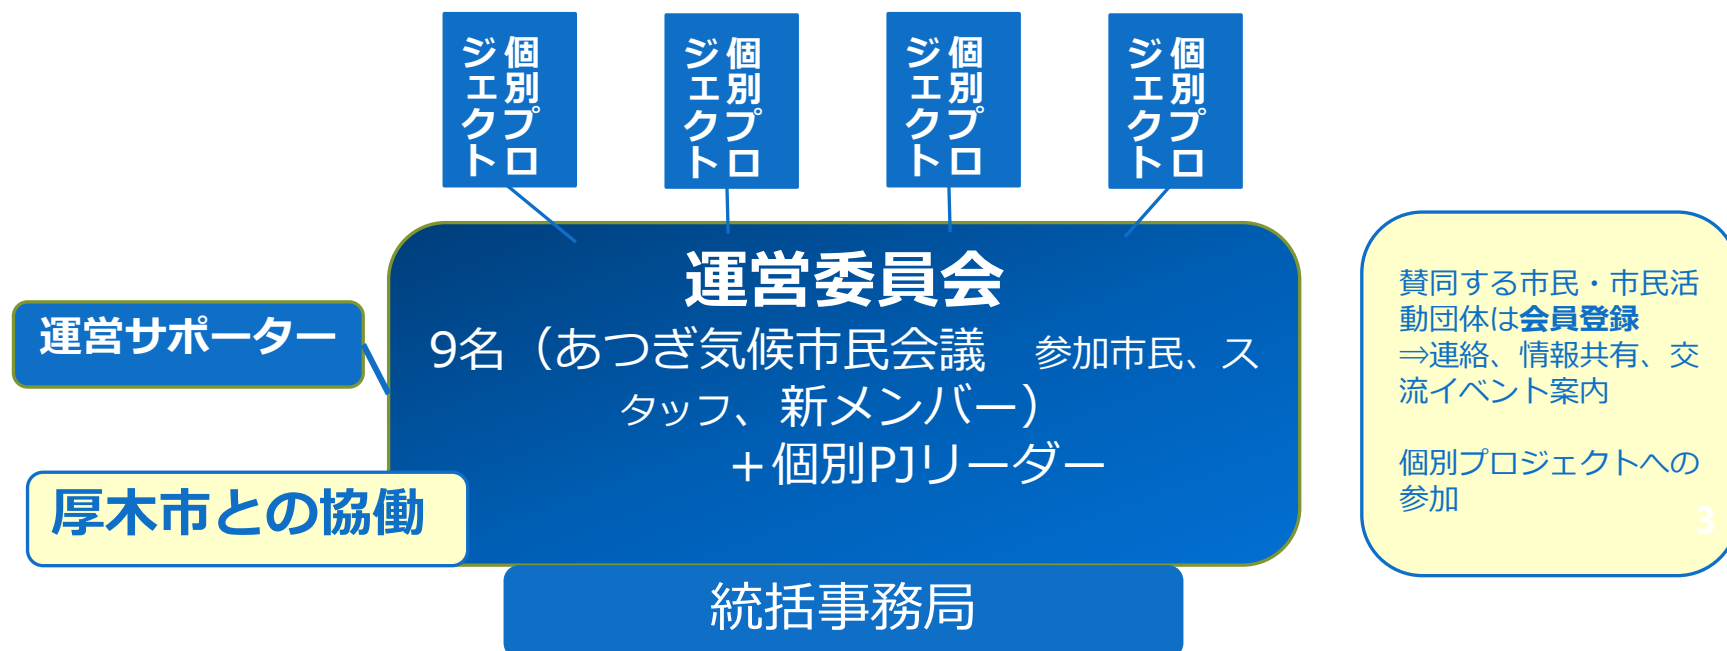 個別プロ
ジェクト
個別プロ
ジェクト
個別プロ
ジェクト
個別プロ
ジェクト
運営委員会
9名（あつぎ気候市民会議　参加市民、ス
タッフ、新メンバー）
＋個別PJリーダー
運営サポーター
厚木市との協働
統括事務局
賛同する市民・市民活
動団体は会員登録
⇒連絡、情報共有、交
流イベント案内
個別プロジェクトへの
参加
3